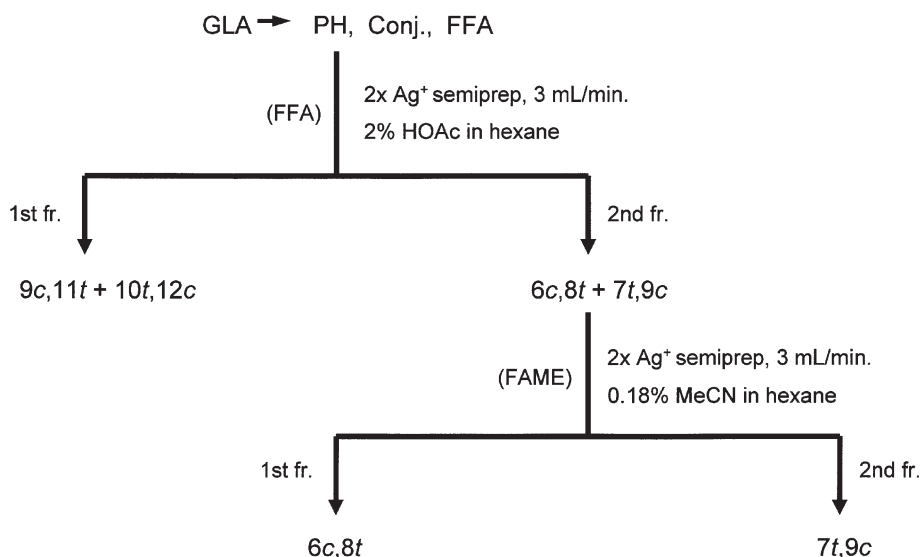 GLA → PH, Conj., FFA
(FFA)
2x Ag⁺ semiprep, 3 mL/min.
2% HOAc in hexane
1st fr.
2nd fr.
9c,11t + 10t,12c
6c,8t + 7t,9c
(FAME)
2x Ag⁺ semiprep, 3 mL/min.
0.18% MeCN in hexane
1st fr.
2nd fr.
6c,8t
7t,9c